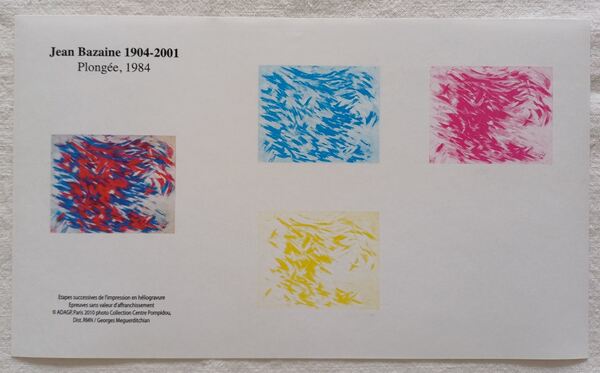 Jean Bazaine 1904-2001
Plongée, 1984
Etapes successives de l'impression en héliogravure
Epreuves sans valeur d'affranchissement
© ADAGP, Paris 2010 photo Collection Centre Pompidou,
Dist. RMN / Georges Meguerditchian